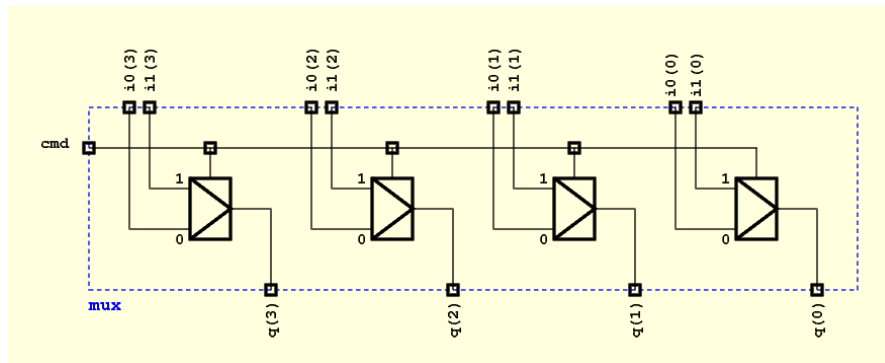 i0(3) i1(3) i0(2) i1(2) i0(1) i1(1) i0(0) i1(0)
cmd
1 1 1 1
0 0 0 0
mux
q(3) q(2) q(1) q(0)